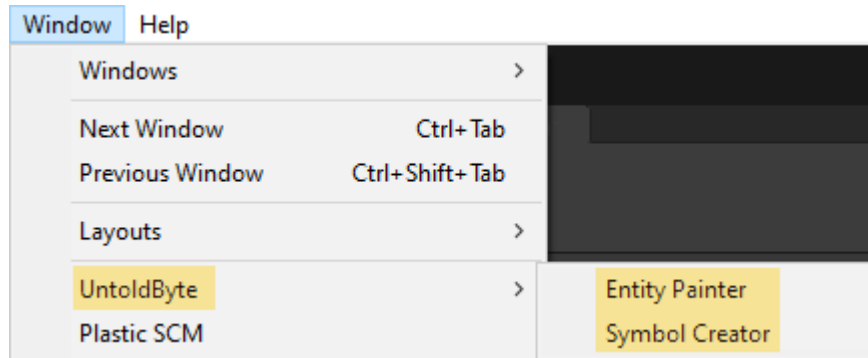 Window Help
Windows >
Next Window Ctrl+Tab
Previous Window Ctrl+Shift+Tab
Layouts >
UntoldByte > Entity Painter
Plastic SCM Symbol Creator